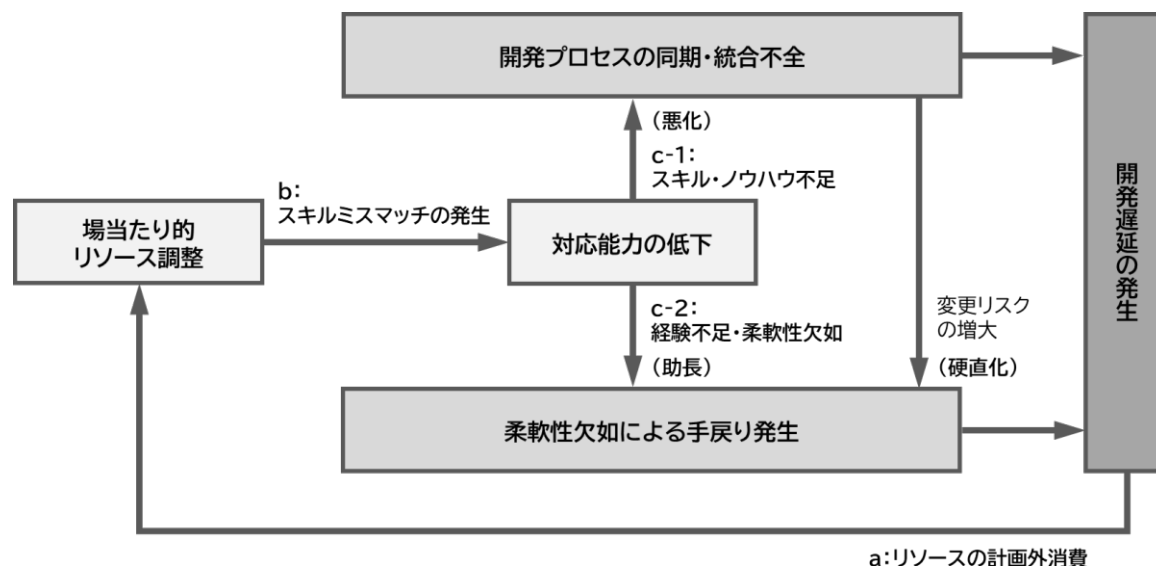 開発プロセスの同期・統合不全
(悪化)
c-1:
スキル・ノウハウ不足
b:
スキルミスマッチの発生
場当たり的
リソース調整
対応能力の低下
c-2:
経験不足・柔軟性欠如
(助長)
変更リスク
の増大
(硬直化)
柔軟性欠如による手戻り発生
開発遅延の発生
a:リソースの計画外消費